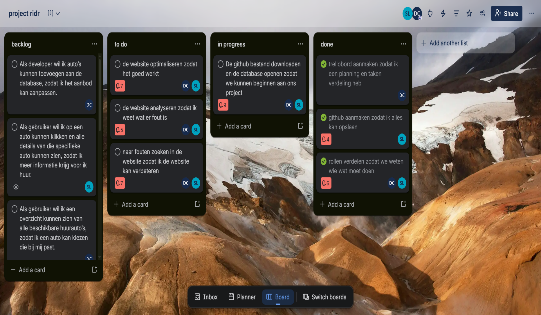 project ridr
Share
backlog
Als developer wil ik auto's
kunnen toevoegen aan de
database, zodat ik het aanbod
kan aanpassen.
Als gebruiker wil ik op een
auto kunnen klikken en alle
details van die specifieke
auto kunnen zien, zodat ik
meer informatie krijg voor ik
huur.
Als gebruiker wil ik een
overzicht kunnen zien van
alle beschikbare huurauto's,
zodat ik een auto kan kiezen
die bij mij past.
Add a card
to do
de website optimaliseren zodat
het goed werkt
de website analyseren zodat ik
weet wat er fout is
naar fouten zoeken in de
website zodat ik de website
kan verbeteren
Add a card
in progress
De github bestand downloaden
en de database openen zodat
we kunnen beginnen aan ons
project
Add a card
done
trel bord aanmaken zodat ik
een planning en taken
verdeling heb
github aanmaken zodat ik alles
kan opslaan
rollen verdelen zodat we weten
wie wat moet doen
Add a card
Add another list
Inbox
Planner
Board
Switch boards